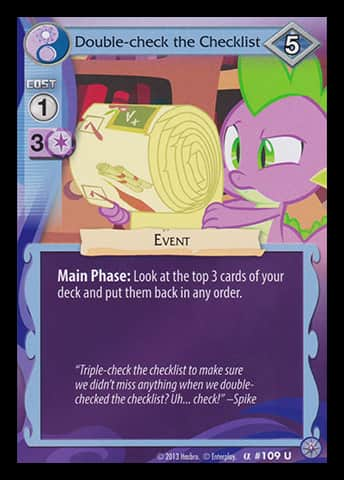 Double-check the Checklist
5
COST
1
3
Vx
EVENT
Main Phase: Look at the top 3 cards of your
deck and put them back in any order.
"Triple-check the checklist to make sure
we didn't miss anything when we double-
checked the checklist? Uh... check!" –Spike
© 2013 Hasbro. © Enterplay. α #109 U